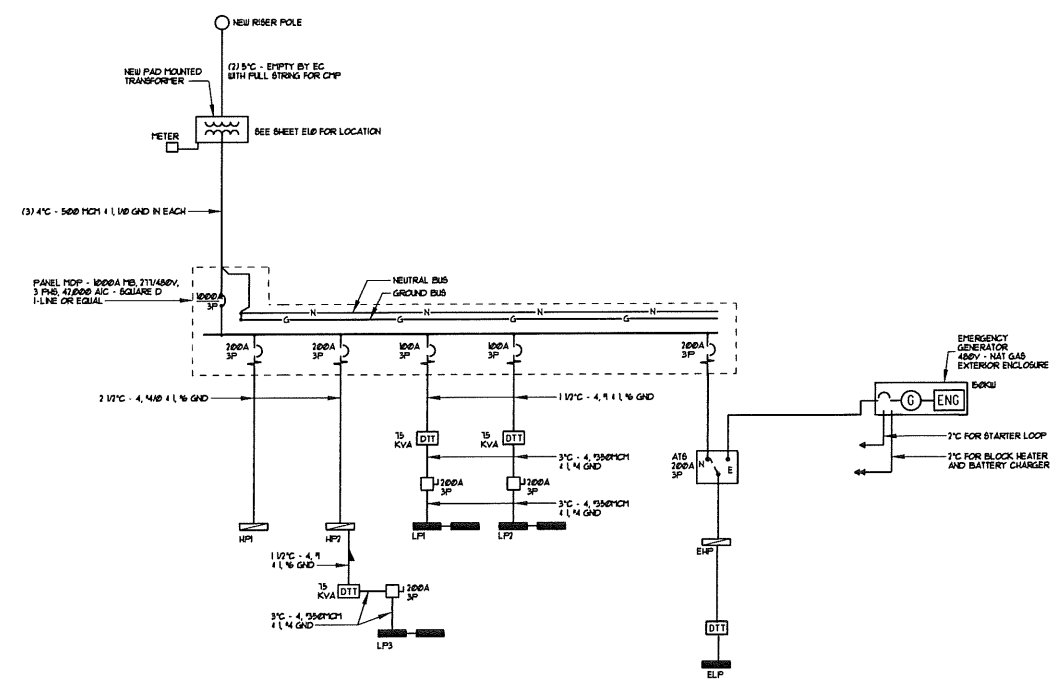 NEW RISER POLE
(2) 5"C - EMPTY BY EC
WITH PULL STRING FOR CMP
NEW PAD MOUNTED
TRANSFORMER
SEE SHEET E1.0 FOR LOCATION
METER
(3) 4"C - 500 MCM & 1, 1/0 GND IN EACH
PANEL MDP - 1000A MB, 277/480V,
3 PHS, 42,000 AIC - SQUARE D
I-LINE OR EQUAL
1000A
3P
NEUTRAL BUS
GROUND BUS
N N N N
G G G G
200A
3P
200A
3P
100A
3P
100A
3P
200A
3P
EMERGENCY
GENERATOR
480V - NAT GAS
EXTERIOR ENCLOSURE
150KW
G
ENG
2 1/2"C - 4, #4/0 & 1, #6 GND
1 1/2"C - 4, #1 & 1, #6 GND
2"C FOR STARTER LOOP
2"C FOR BLOCK HEATER
AND BATTERY CHARGER
75
KVA
DTT
75
KVA
DTT
3"C - 4, #350MCM
& 1, #4 GND
ATS
200A
3P
N
E
200A
3P
200A
3P
3"C - 4, #350MCM
& 1, #4 GND
HP1
HP2
LP1
LP2
EHP
1 1/2"C - 4, #1
& 1, #6 GND
75
KVA
DTT
200A
3P
3"C - 4, #350MCM
& 1, #4 GND
LP3
DTT
ELP